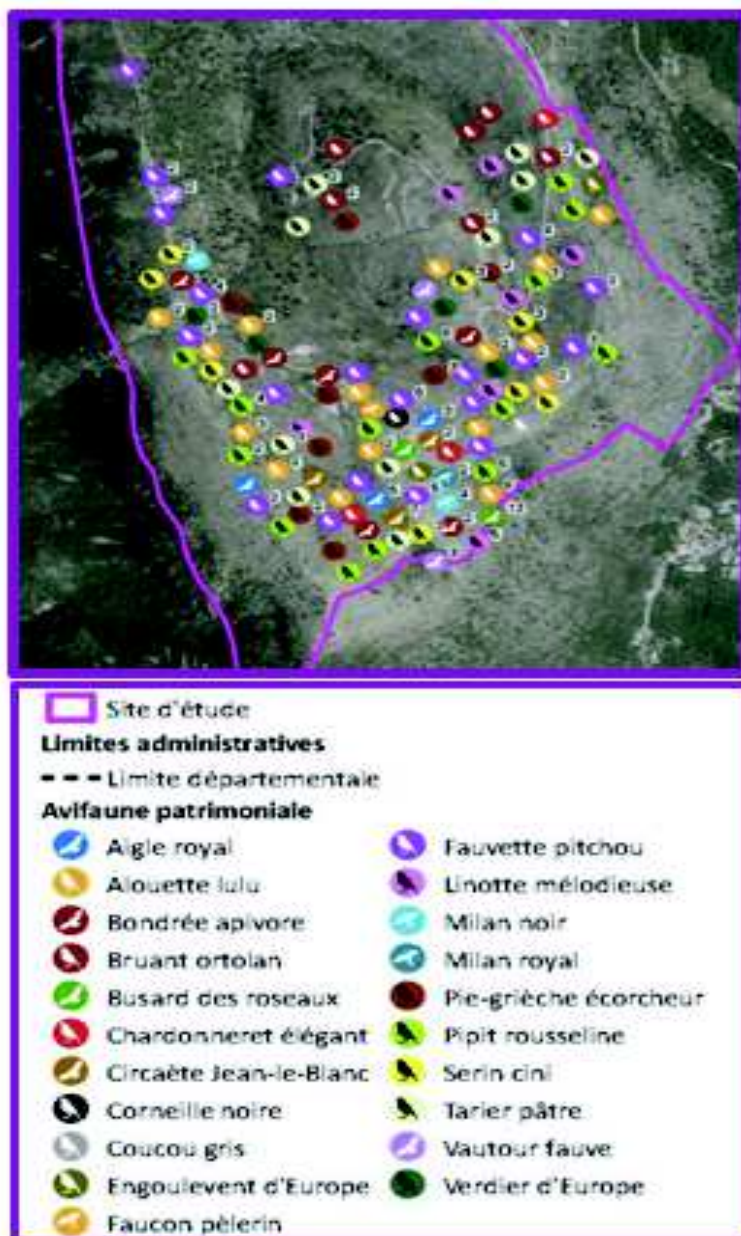 Site d'étude
Limites administratives
Limite départementale
Avifaune patrimoniale
Aigle royal
Alouette lulu
Bondrée apivore
Bruant ortolan
Busard des roseaux
Chardonneret élégant
Circaète Jean-le-Blanc
Corneille noire
Coucou gris
Engoulevent d'Europe
Faucon pèlerin
Fauvette pitchou
Linotte mélodieuse
Milan noir
Milan royal
Pie-grièche écorcheur
Pipit rousseline
Serin cini
Tarier pâtre
Vautour fauve
Verdier d'Europe